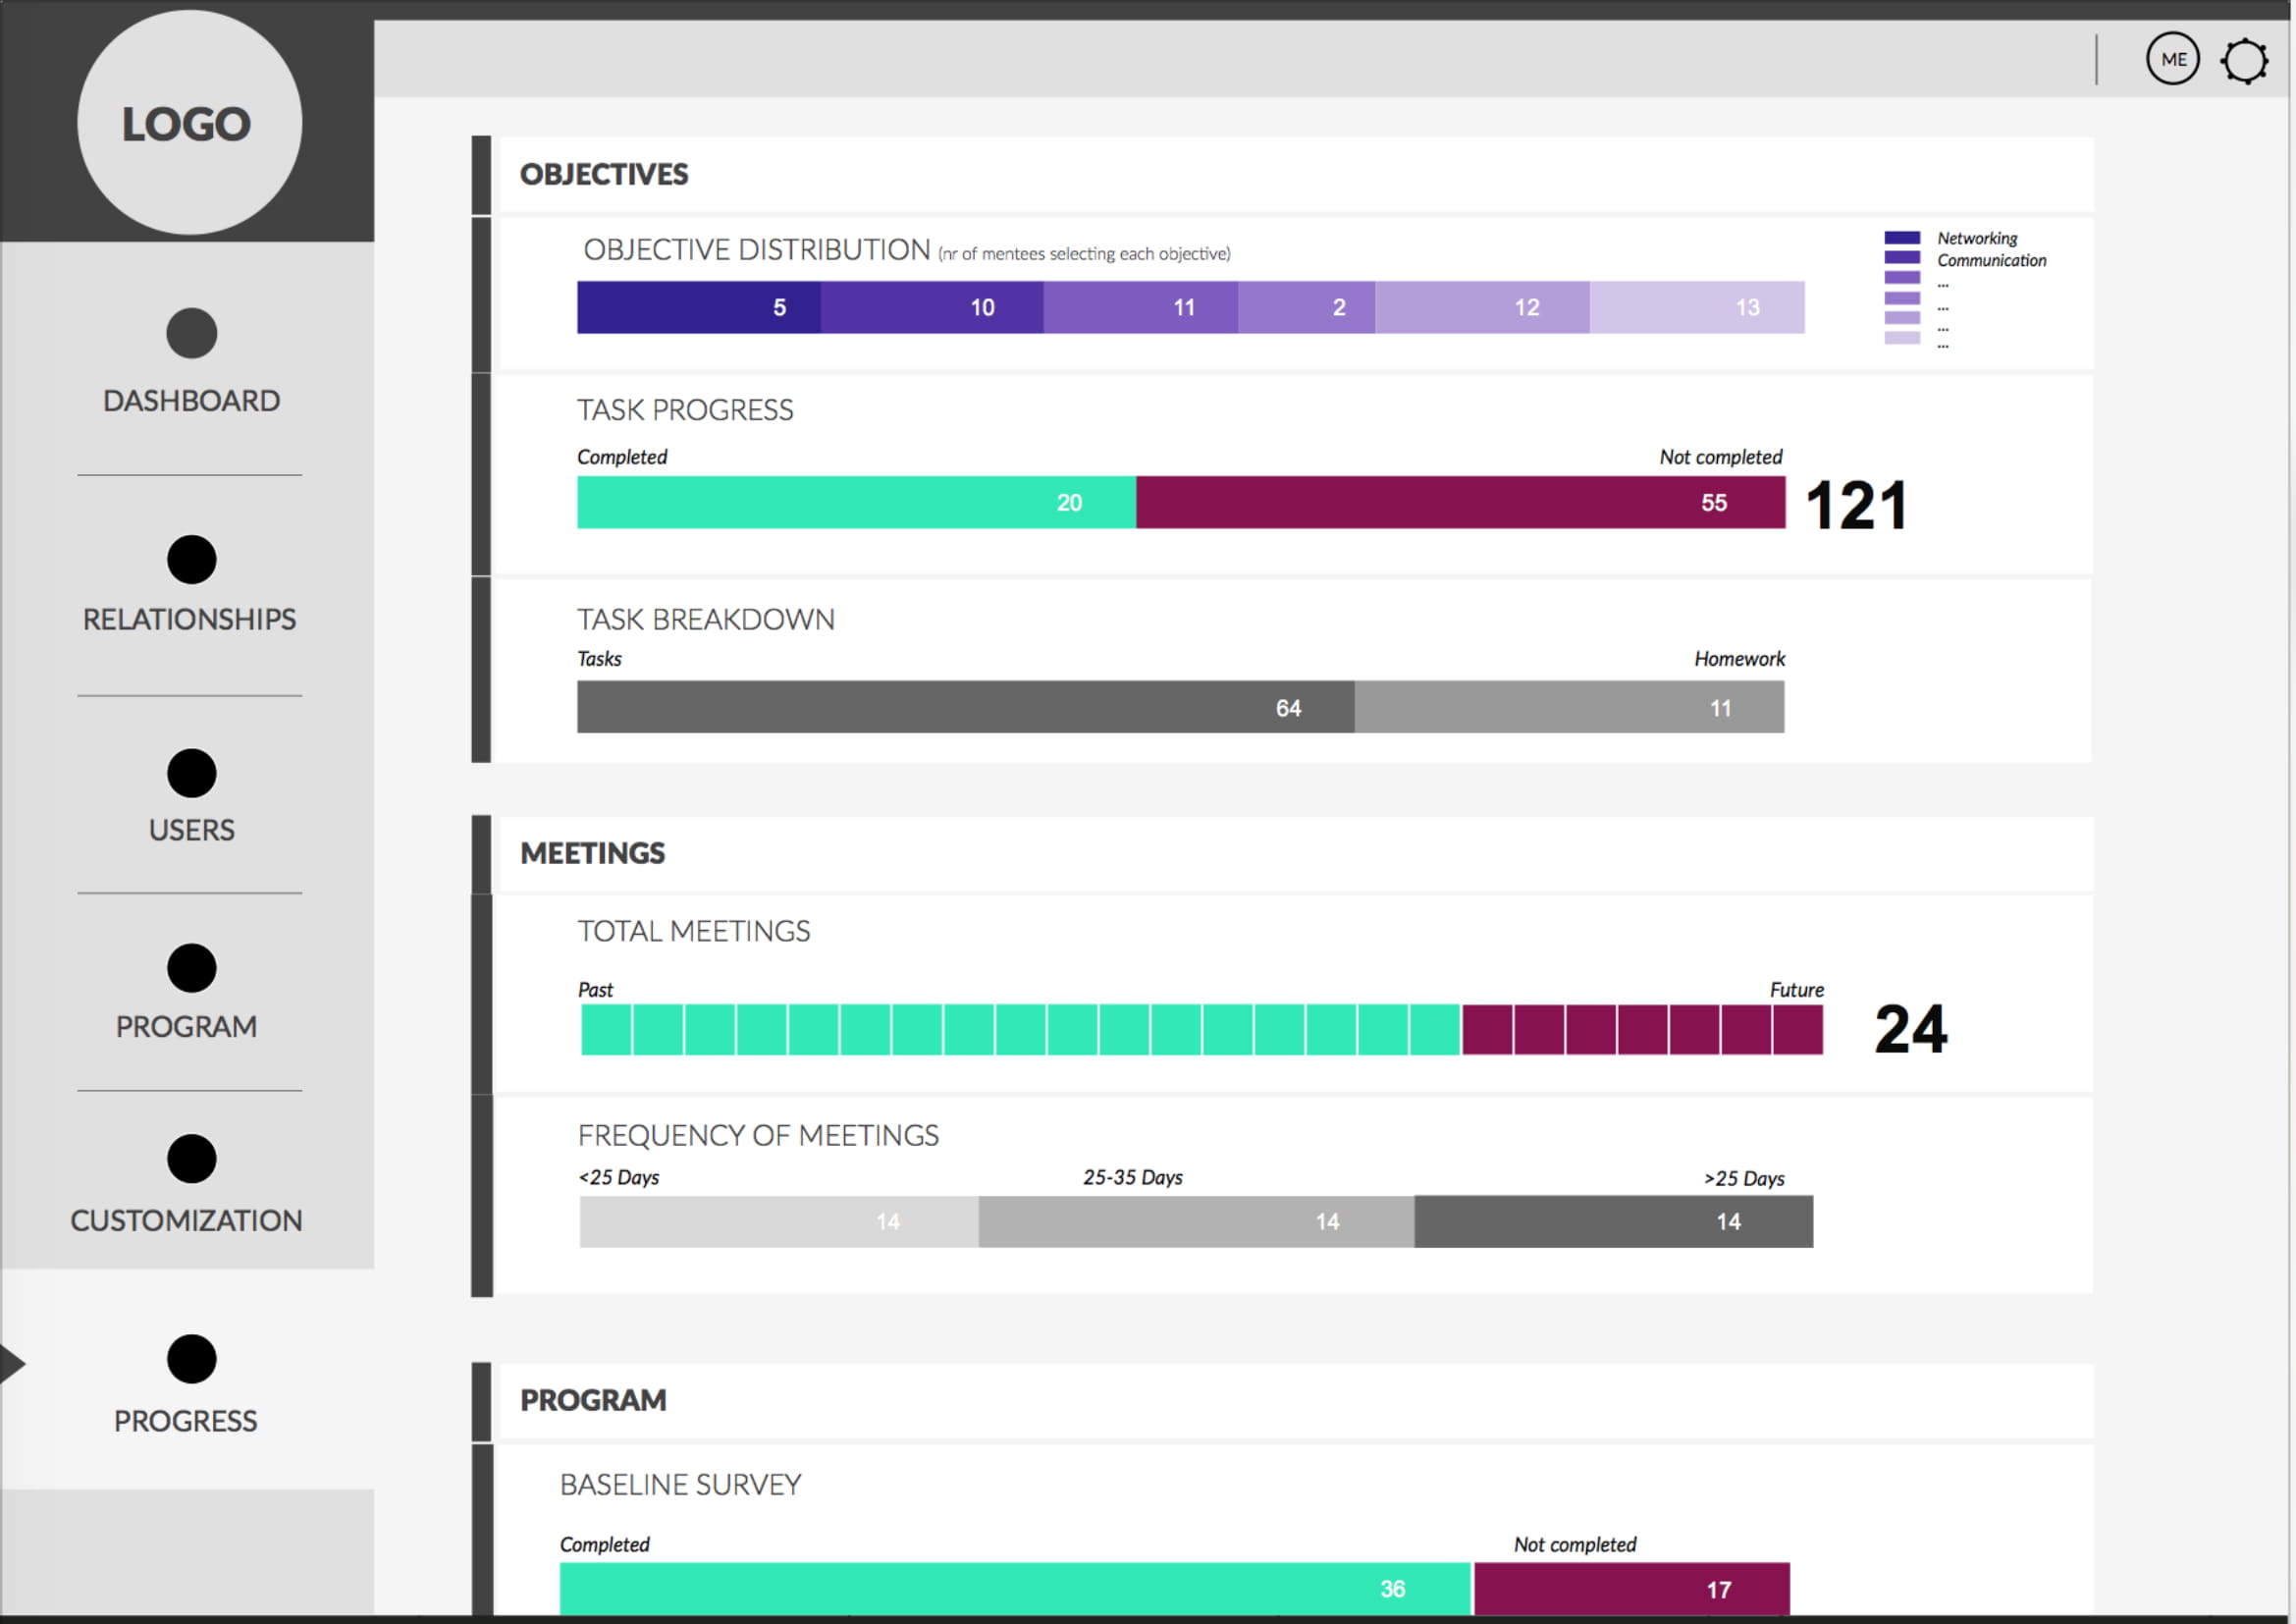 LOGO
ME
DASHBOARD
RELATIONSHIPS
USERS
PROGRAM
CUSTOMIZATION
PROGRESS
OBJECTIVES
OBJECTIVE DISTRIBUTION (nr of mentees selecting each objective)
5 10 11 2 12 13
Networking
Communication
...
...
...
...
TASK PROGRESS
Completed Not completed
20 55 121
TASK BREAKDOWN
Tasks Homework
64 11
MEETINGS
TOTAL MEETINGS
Past Future
24
FREQUENCY OF MEETINGS
<25 Days 25-35 Days >25 Days
14 14 14
PROGRAM
BASELINE SURVEY
Completed Not completed
36 17